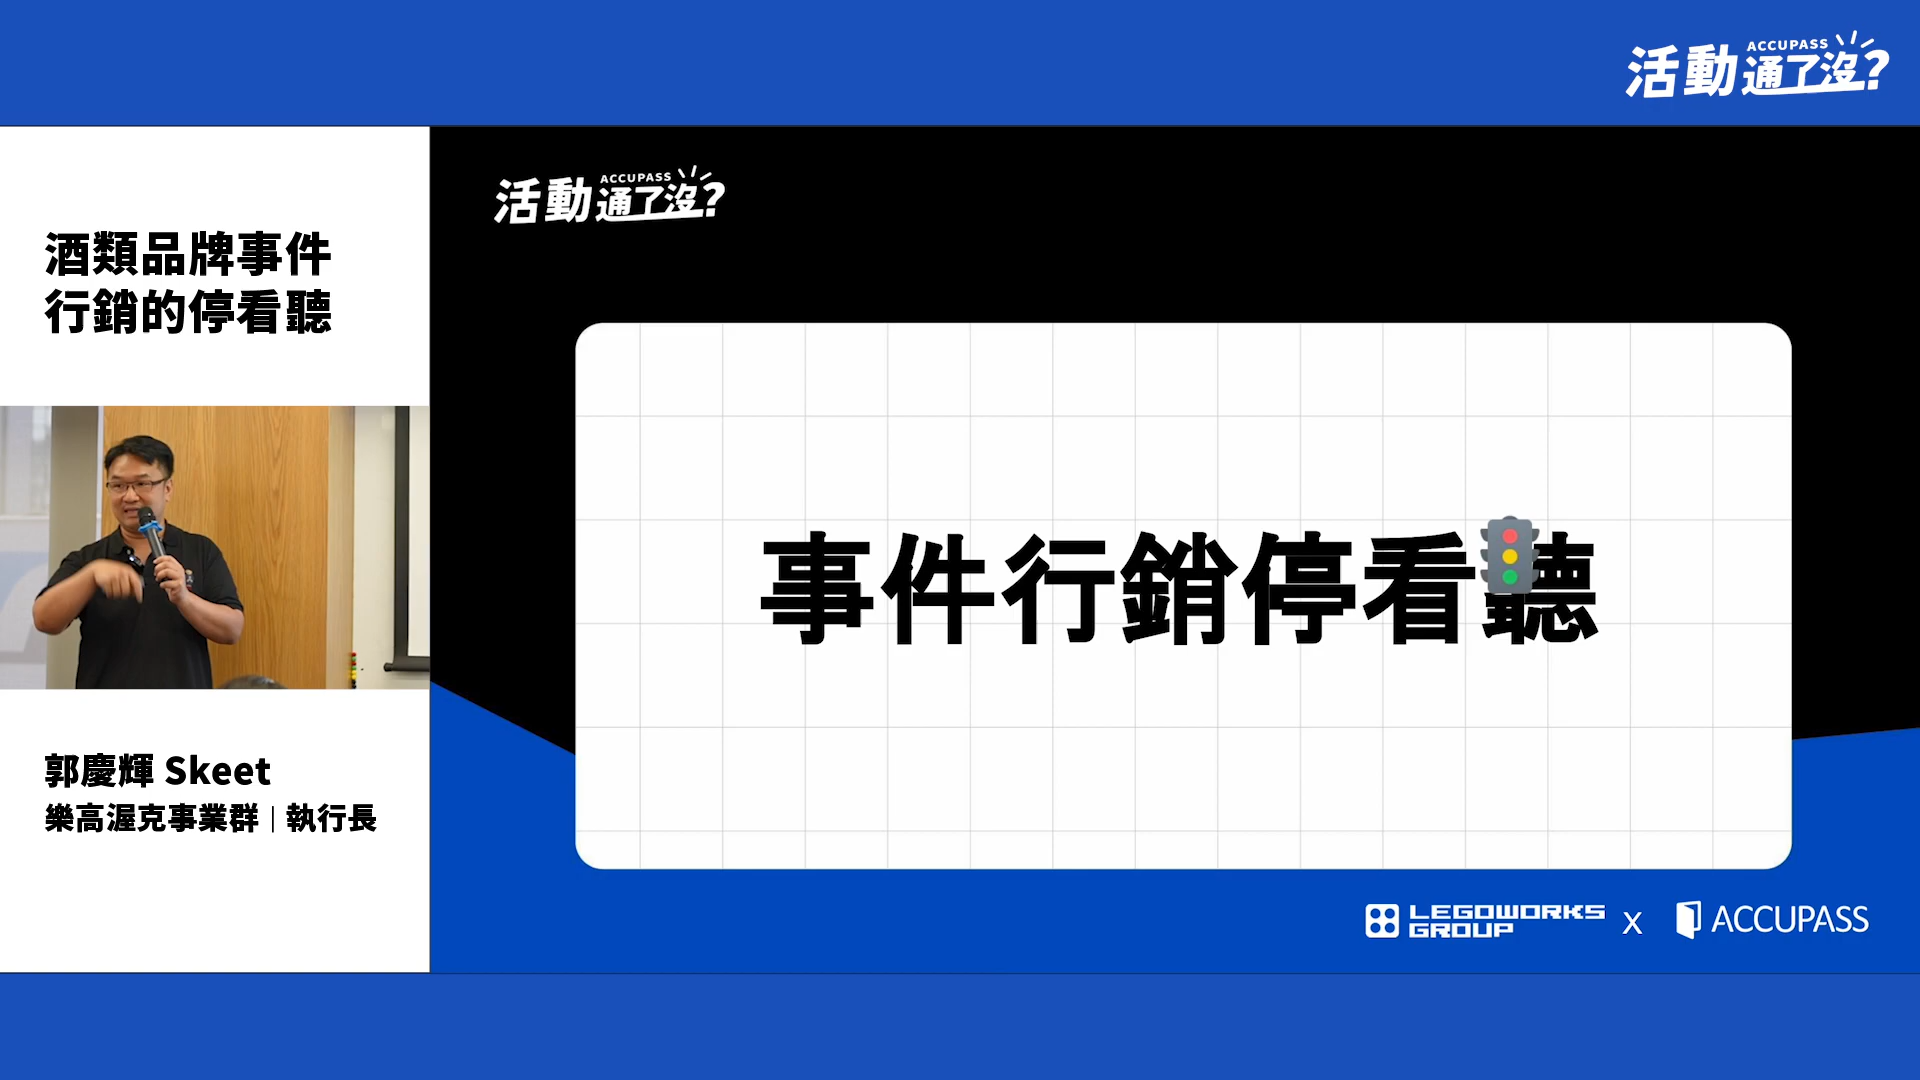 活動 ACCUPASS 通了沒?
酒類品牌事件
行銷的停看聽
活動 ACCUPASS 通了沒?
事件行銷停看聽
郭慶輝 Skeet
樂高渥克事業群｜執行長
LEGOWORKS GROUP X ACCUPASS